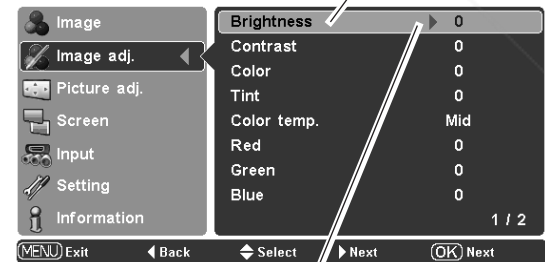 Image
Image adj.
Picture adj.
Screen
Input
Setting
Information
Brightness 0
Contrast 0
Color 0
Tint 0
Color temp. Mid
Red 0
Green 0
Blue 0
1 / 2
MENU Exit Back Select Next OK Next